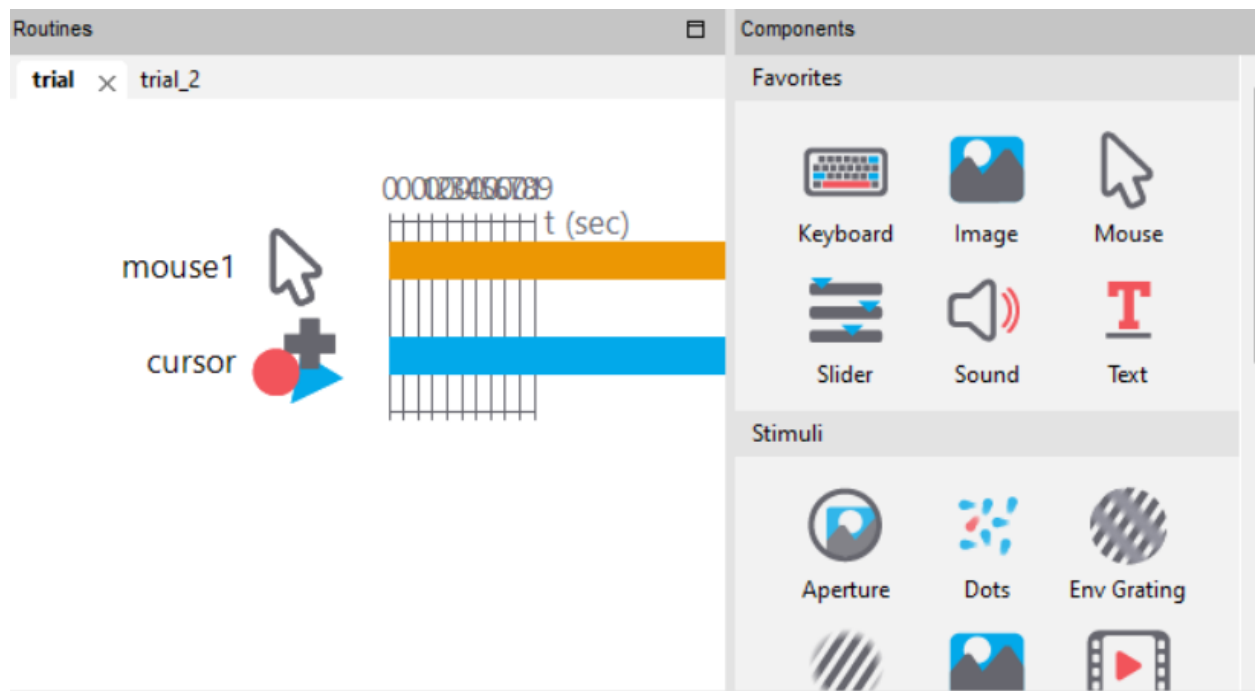 Routines
trial
trial_2
t (sec)
mouse1
cursor
Components
Favorites
Keyboard
Image
Mouse
Slider
Sound
Text
Stimuli
Aperture
Dots
Env Grating